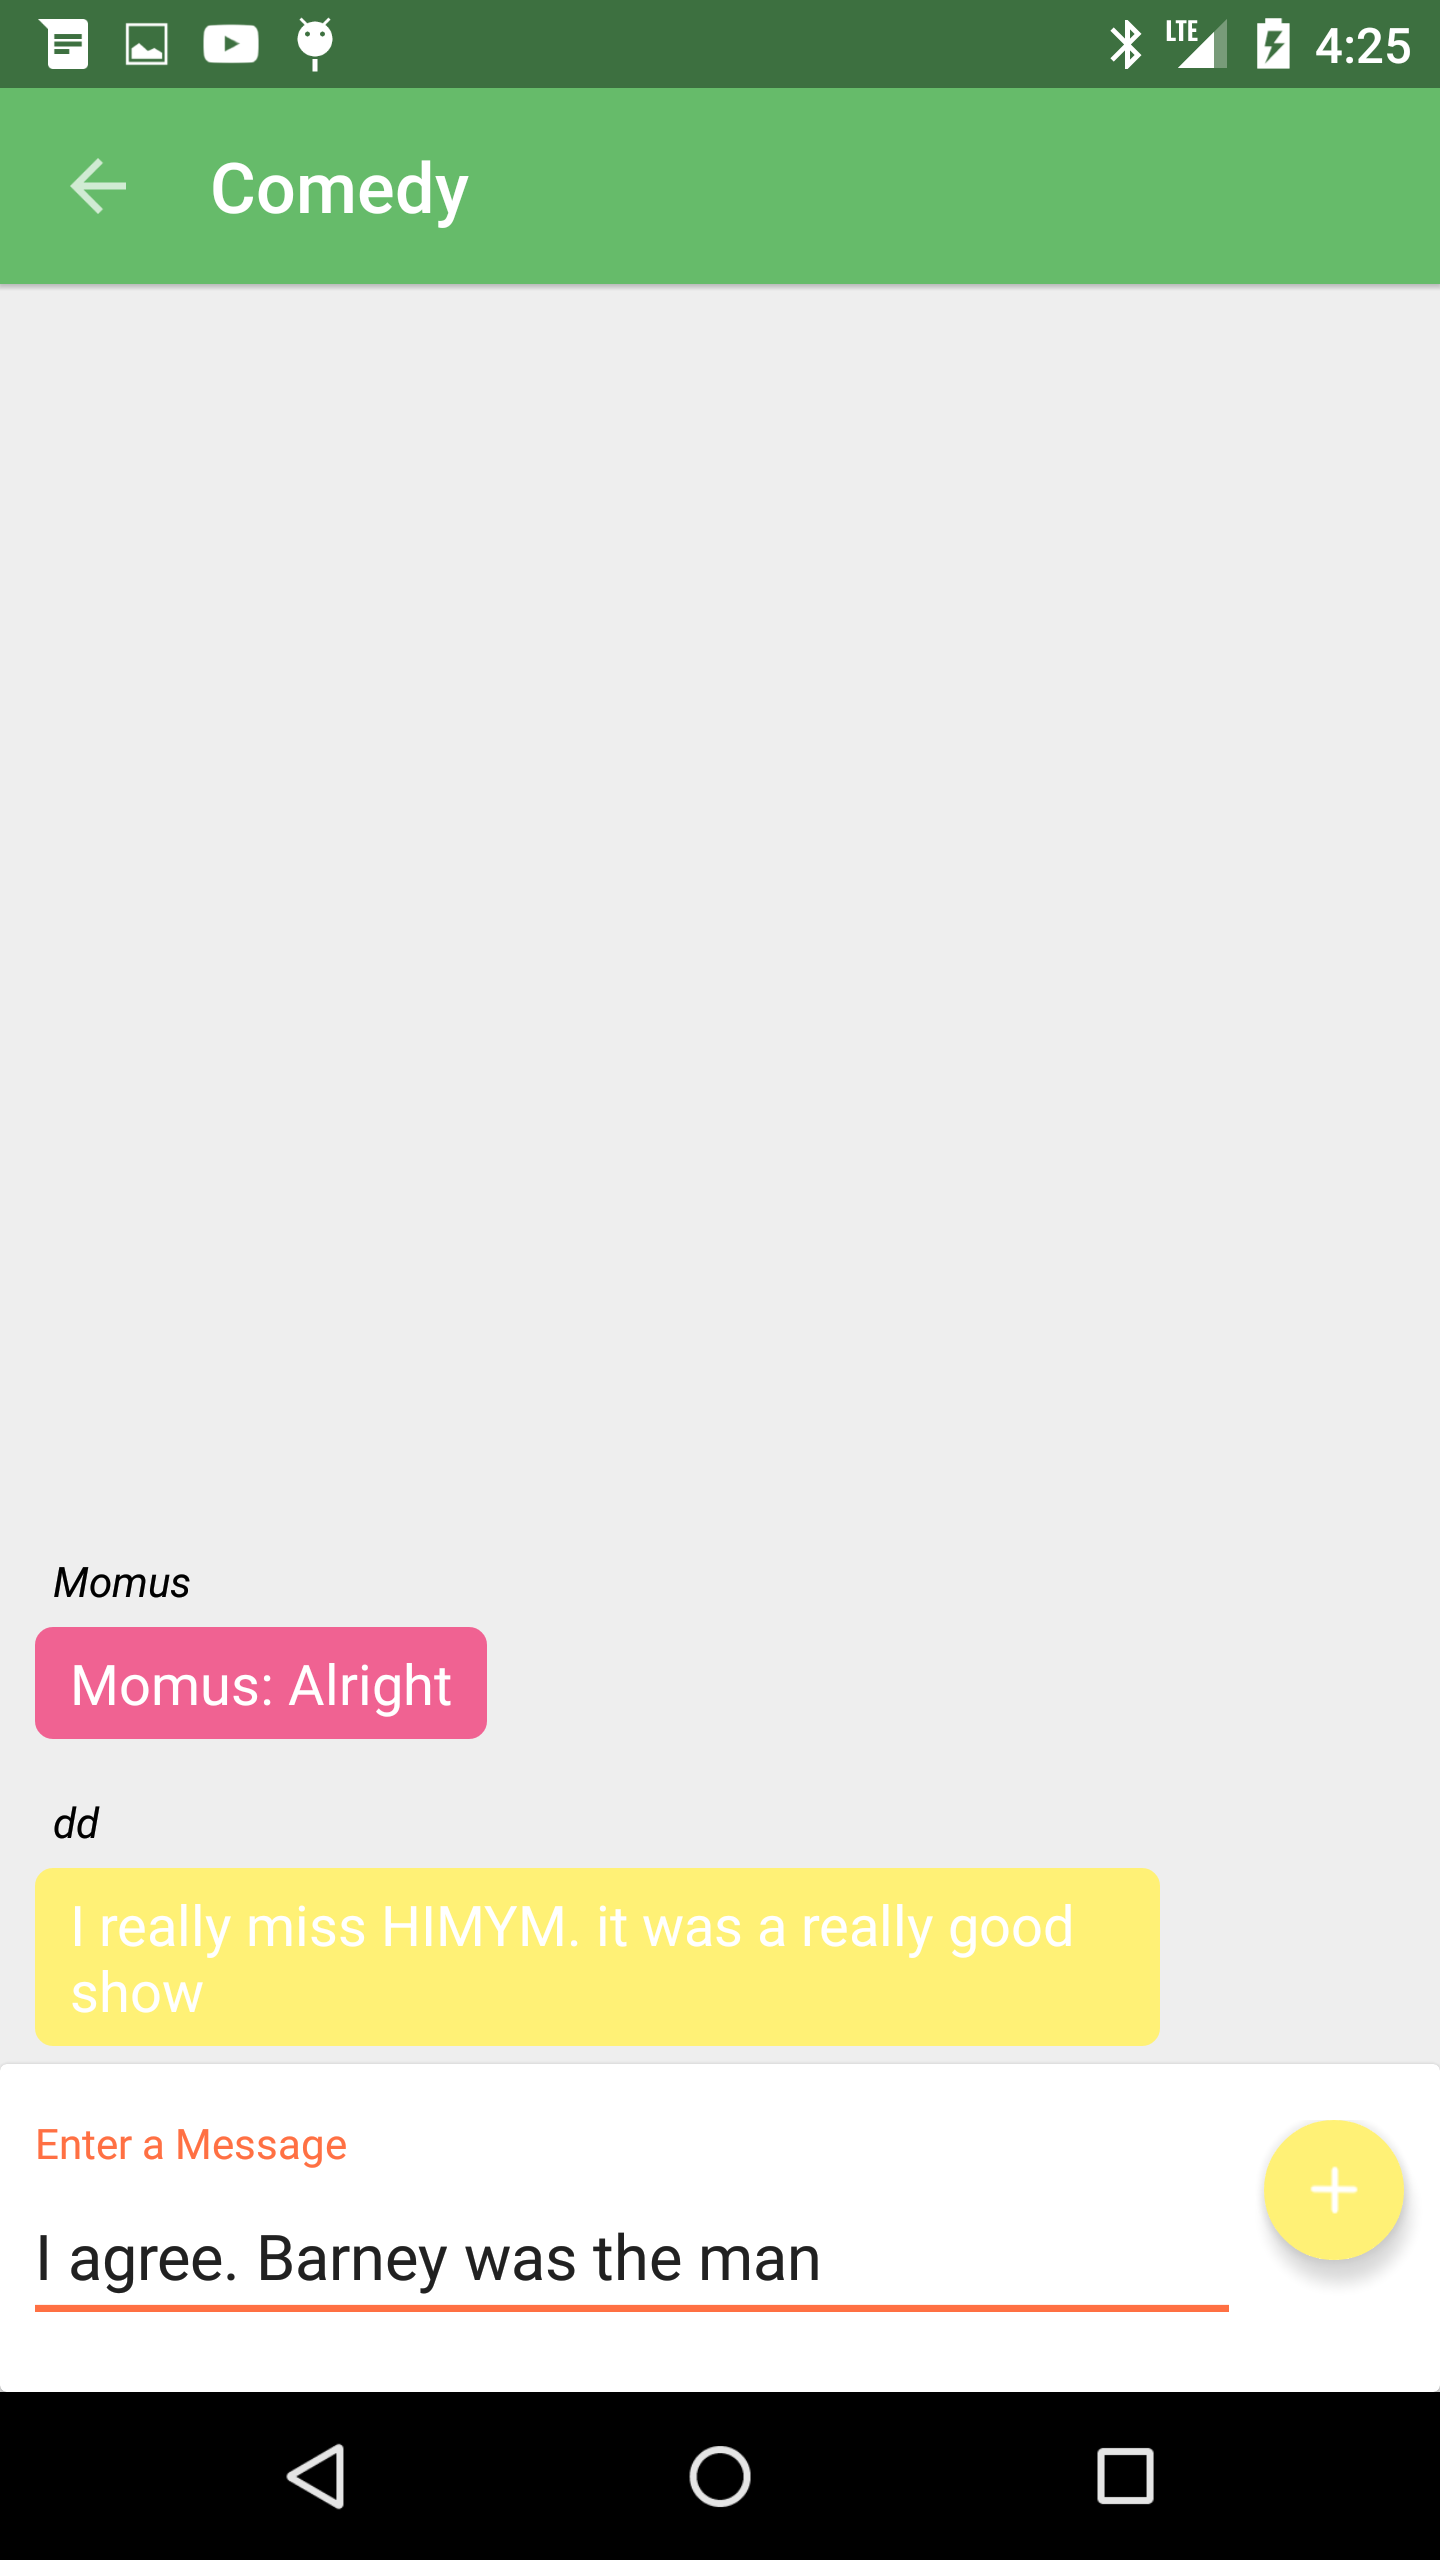 LTE 4:25
Comedy
Momus
Momus: Alright
dd
I really miss HIMYM. it was a really good
show
Enter a Message
I agree. Barney was the man